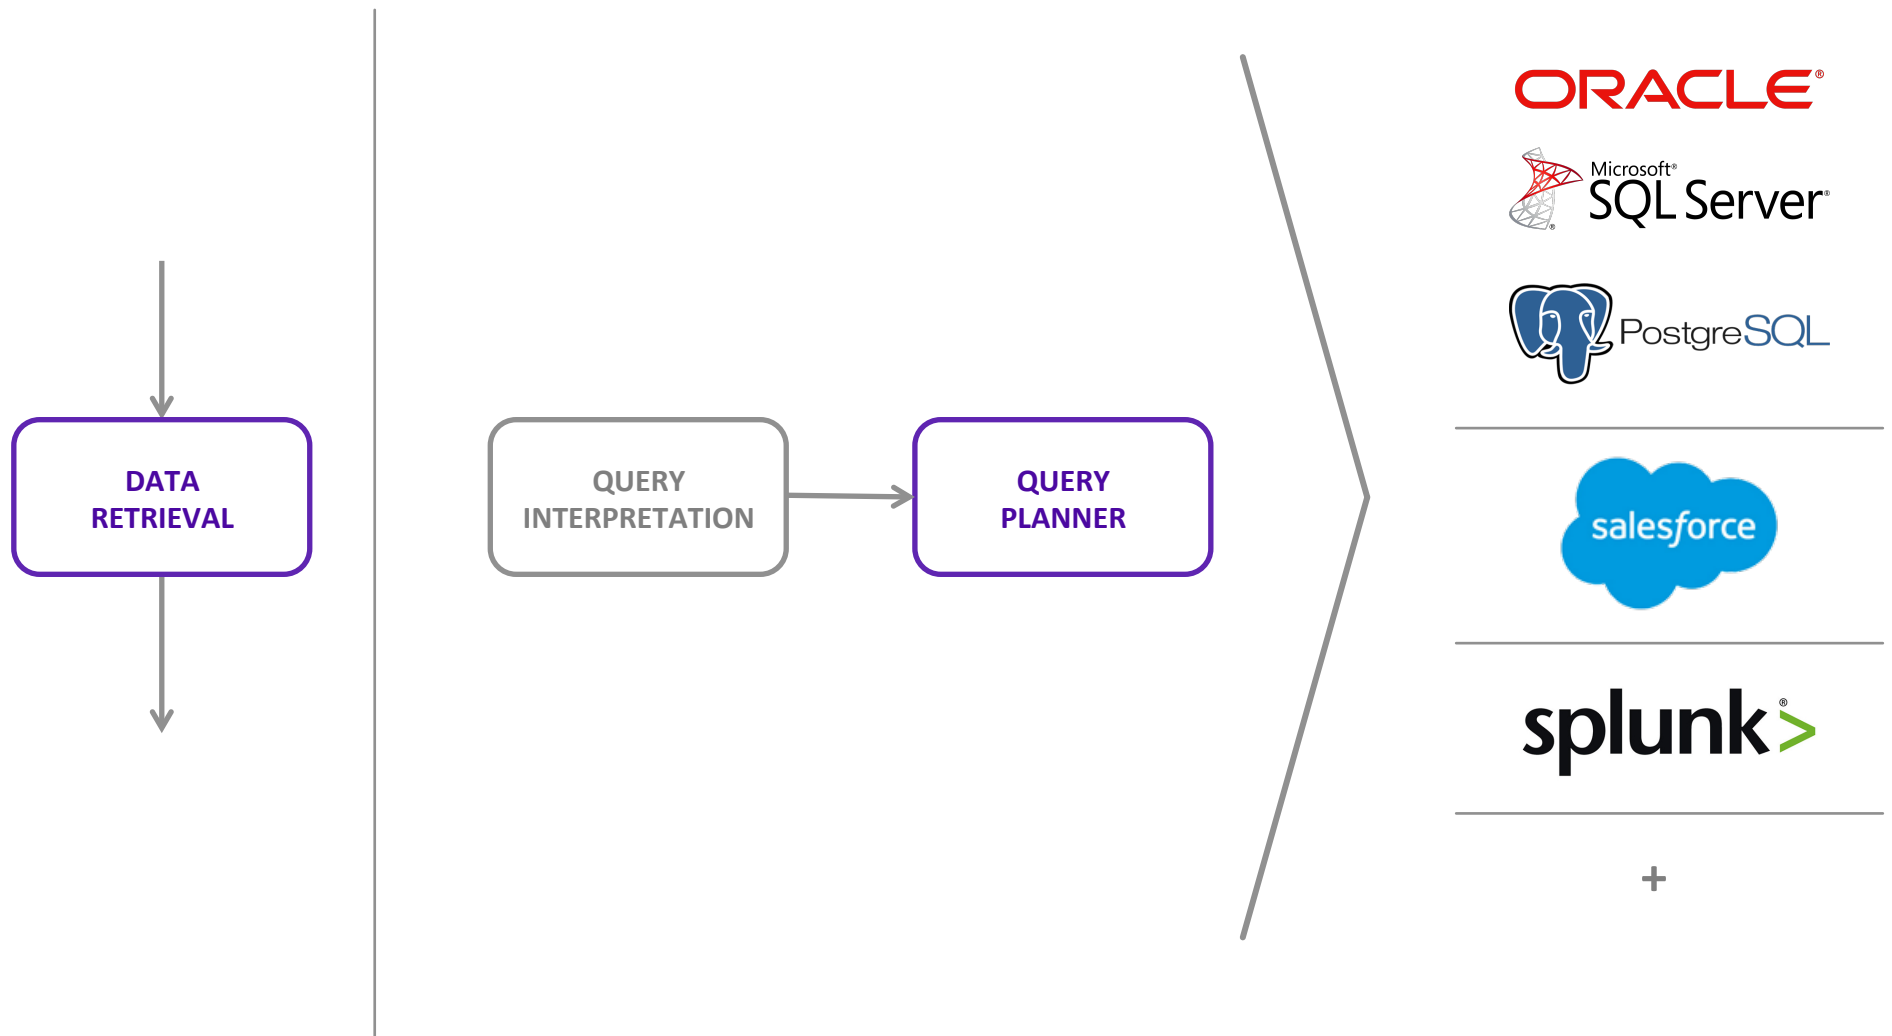 DATA
RETRIEVAL
QUERY
INTERPRETATION
QUERY
PLANNER
ORACLE®
Microsoft®
SQL Server®
®
PostgreSQL
salesforce
splunk>®
+